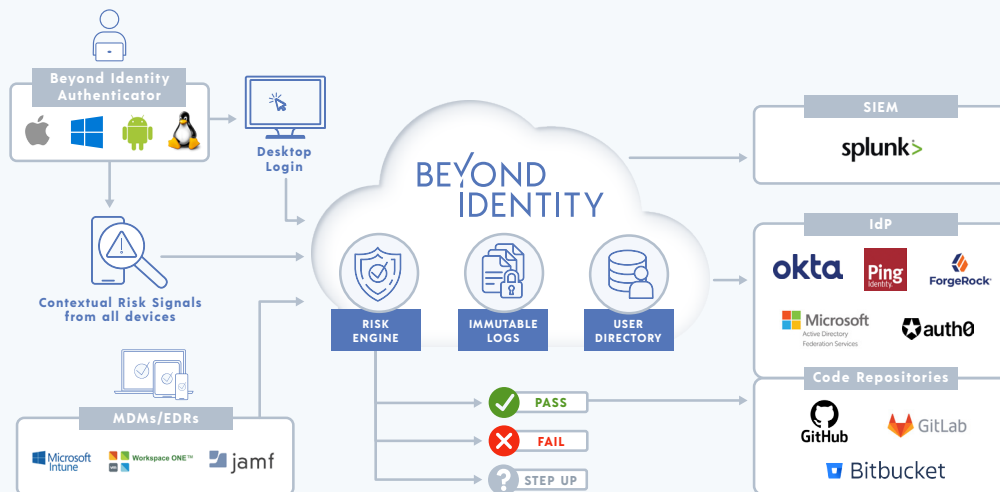 Beyond Identity
Authenticator
Desktop
Login
Contextual Risk Signals
from all devices
MDMs/EDRs
Microsoft
Intune
Workspace ONE™
jamf
BEYOND
IDENTITY
RISK
ENGINE
IMMUTABLE
LOGS
USER
DIRECTORY
PASS
FAIL
STEP UP
SIEM
splunk>
IdP
okta
Ping
Identity.
ForgeRock
Microsoft
Active Directory
Federation Services
auth0
Code Repositories
GitHub
GitLab
Bitbucket